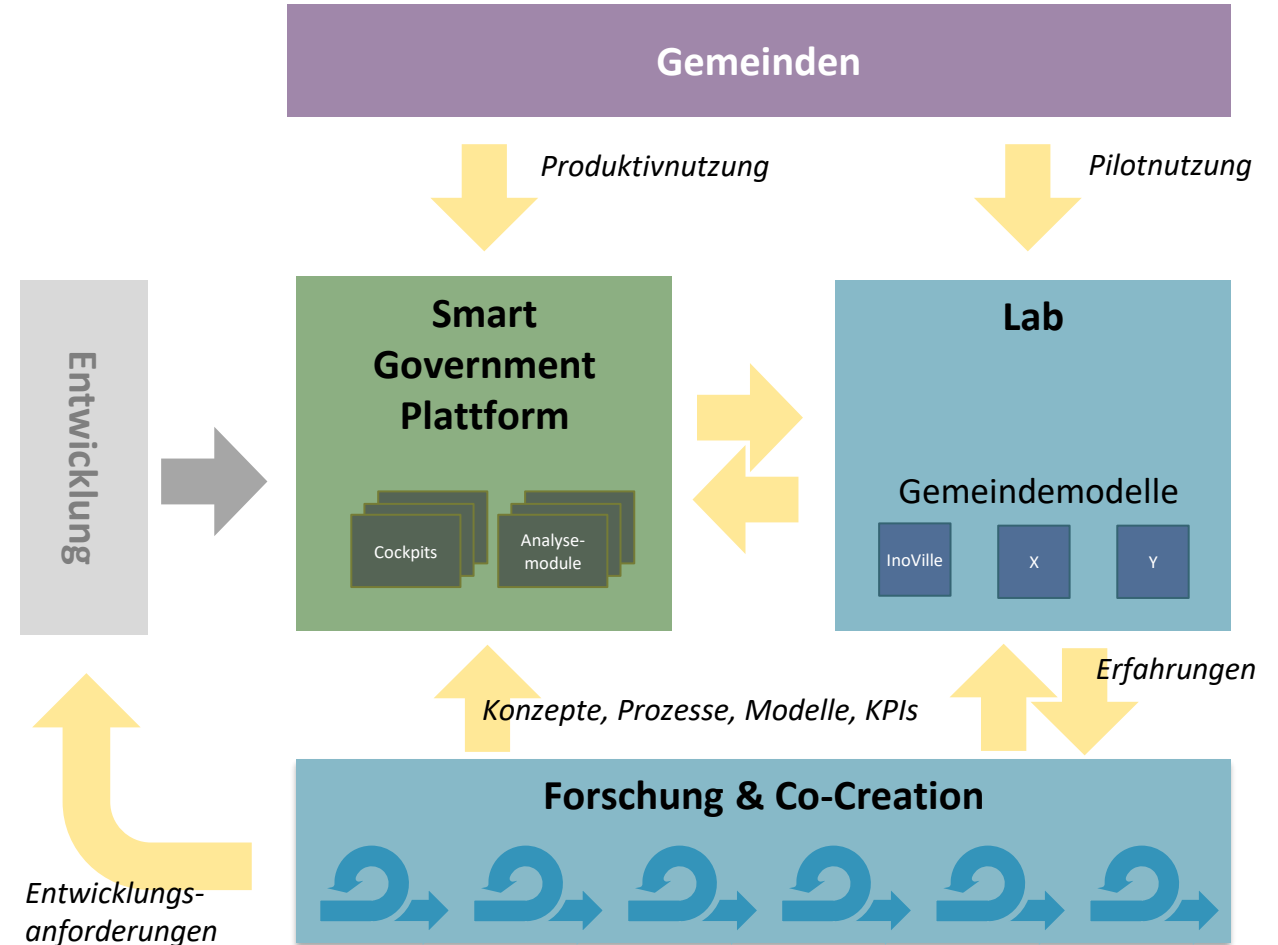 Gemeinden
Produktivnutzung
Pilotnutzung
Entwicklung
Smart
Government
Plattform
Cockpits
Analyse-
module
Lab
Gemeindemodelle
InoVille
X
Y
Erfahrungen
Konzepte, Prozesse, Modelle, KPIs
Forschung & Co-Creation
Entwicklungs-
anforderungen